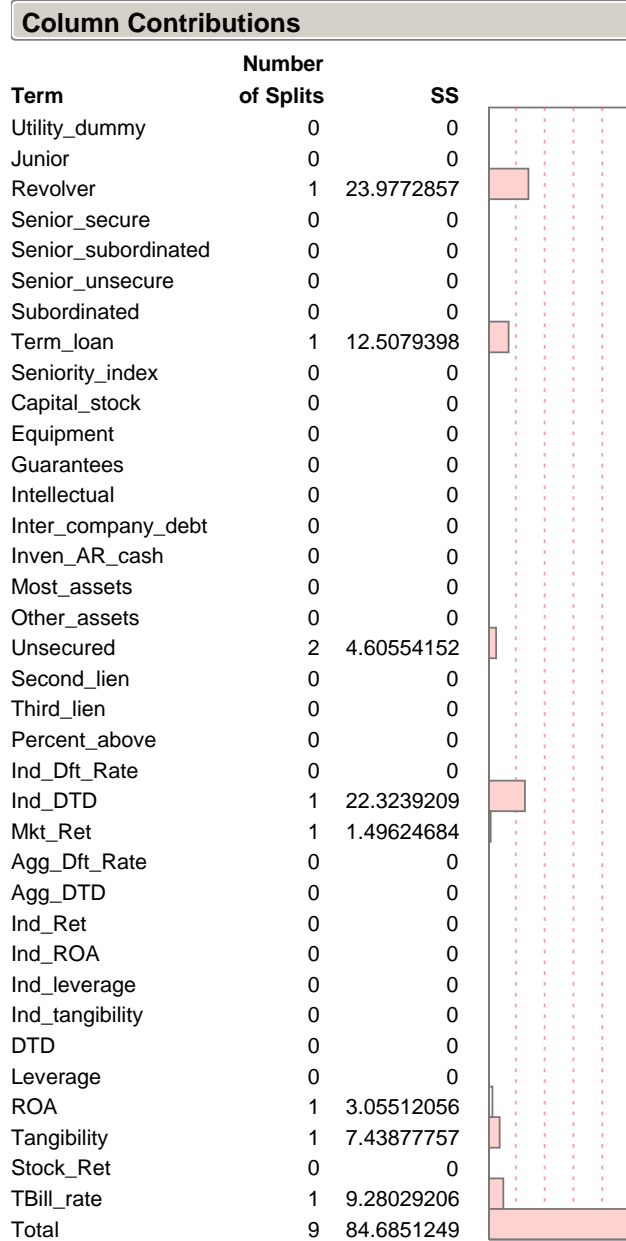 Column Contributions
Number
Term of Splits SS
Utility_dummy 0 0
Junior 0 0
Revolver 1 23.9772857
Senior_secure 0 0
Senior_subordinated 0 0
Senior_unsecure 0 0
Subordinated 0 0
Term_loan 1 12.5079398
Seniority_index 0 0
Capital_stock 0 0
Equipment 0 0
Guarantees 0 0
Intellectual 0 0
Inter_company_debt 0 0
Inven_AR_cash 0 0
Most_assets 0 0
Other_assets 0 0
Unsecured 2 4.60554152
Second_lien 0 0
Third_lien 0 0
Percent_above 0 0
Ind_Dft_Rate 0 0
Ind_DTD 1 22.3239209
Mkt_Ret 1 1.49624684
Agg_Dft_Rate 0 0
Agg_DTD 0 0
Ind_Ret 0 0
Ind_ROA 0 0
Ind_leverage 0 0
Ind_tangibility 0 0
DTD 0 0
Leverage 0 0
ROA 1 3.05512056
Tangibility 1 7.43877757
Stock_Ret 0 0
TBill_rate 1 9.28029206
Total 9 84.6851249